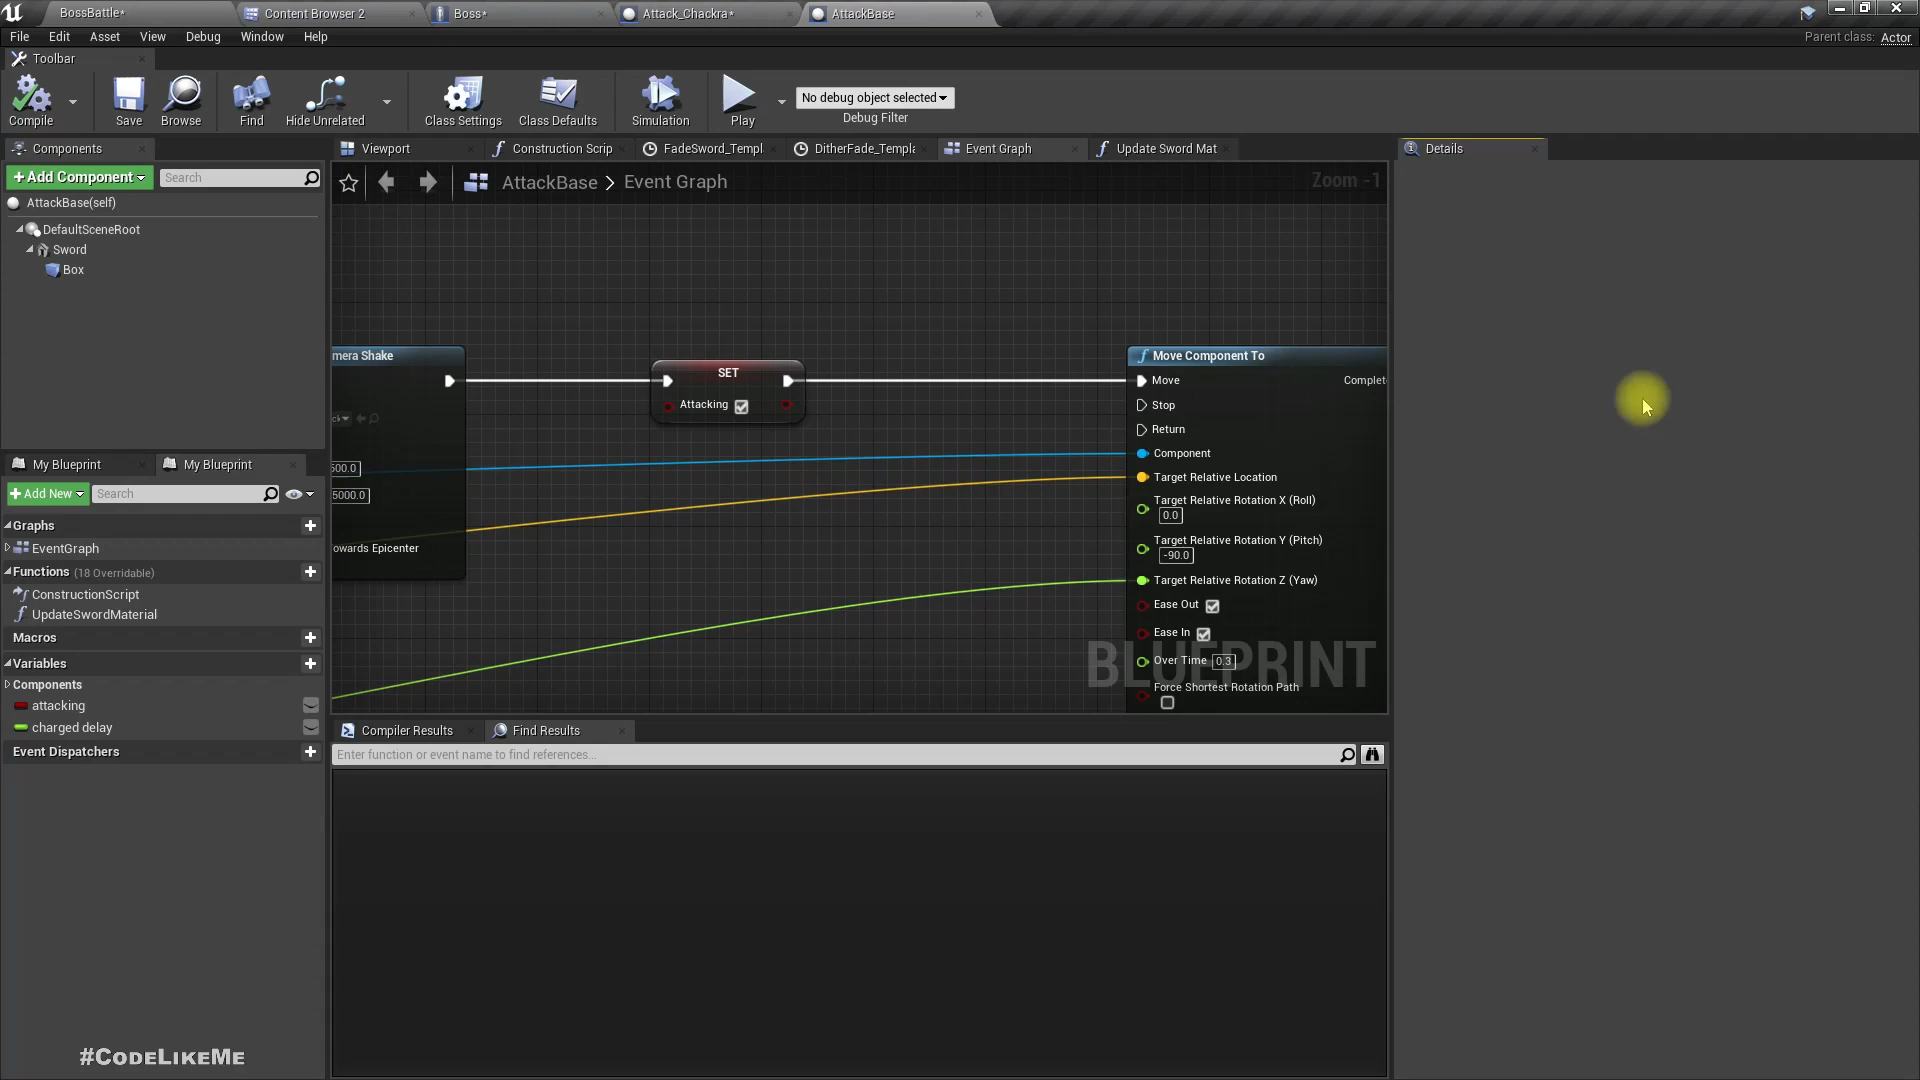 BossBattle*
Content Browser 2
Boss*
Attack_Chackra*
AttackBase
File Edit Asset View Debug Window Help
Parent class: Actor
Toolbar
Compile
Save
Browse
Find
Hide Unrelated
Class Settings
Class Defaults
Simulation
Play
No debug object selected
Debug Filter
Components
+ Add Component
Search
AttackBase(self)
DefaultSceneRoot
Sword
Box
My Blueprint
My Blueprint
+ Add New
Search
Graphs
EventGraph
Functions (18 Overridable)
ConstructionScript
UpdateSwordMaterial
Macros
Variables
Components
attacking
charged delay
Event Dispatchers
#CodeLikeMe
Viewport
Construction Scrip
FadeSword_Templ
DitherFade_Templa
Event Graph
Update Sword Mat
AttackBase > Event Graph
Zoom -1
mera Shake
500.0
5000.0
owards Epicenter
SET
Attacking
Move Component To
Move
Complet
Stop
Return
Component
Target Relative Location
Target Relative Rotation X (Roll)
0.0
Target Relative Rotation Y (Pitch)
-90.0
Target Relative Rotation Z (Yaw)
Ease Out
Ease In
Over Time 0.3
Force Shortest Rotation Path
BLUEPRINT
Compiler Results
Find Results
Enter function or event name to find references...
Details